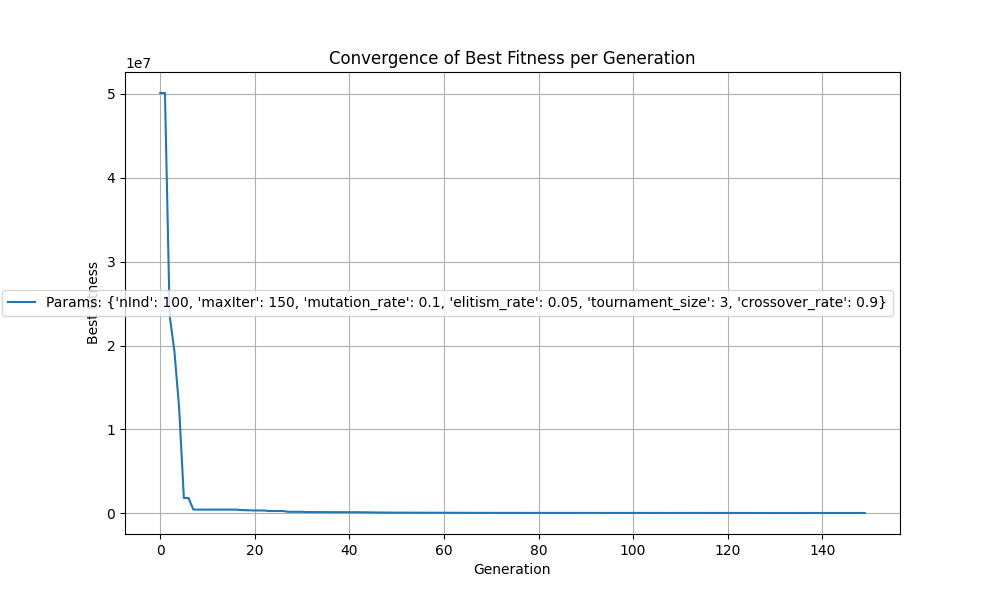 Convergence of Best Fitness per Generation
1e7
5
4
3
2
1
0
Best
ness
Params: {'nInd': 100, 'maxIter': 150, 'mutation_rate': 0.1, 'elitism_rate': 0.05, 'tournament_size': 3, 'crossover_rate': 0.9}
0 20 40 60 80 100 120 140
Generation